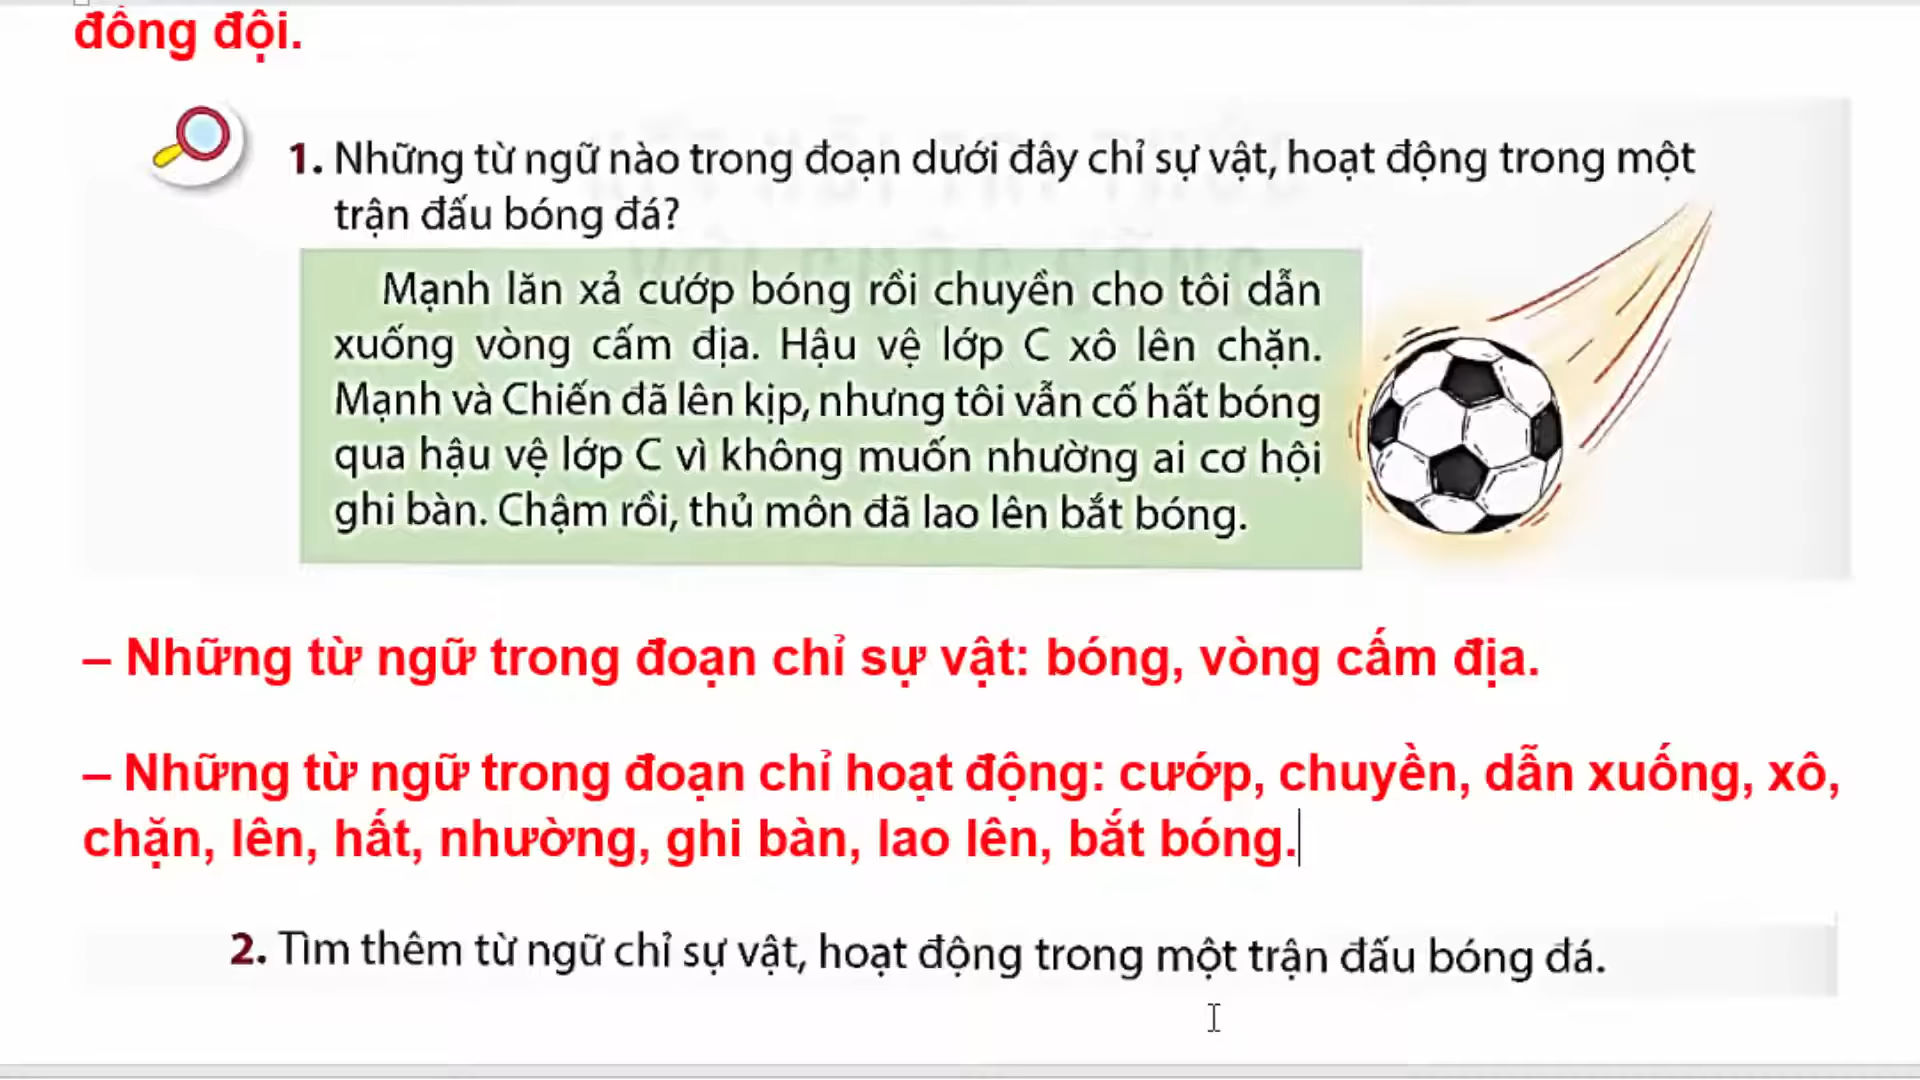 đồng đội.
1. Những từ ngữ nào trong đoạn dưới đây chỉ sự vật, hoạt động trong một
trận đấu bóng đá?
Mạnh lăn xả cướp bóng rồi chuyền cho tôi dẫn
xuống vòng cấm địa. Hậu vệ lớp C xô lên chặn.
Mạnh và Chiến đã lên kịp, nhưng tôi vẫn cố hất bóng
qua hậu vệ lớp C vì không muốn nhường ai cơ hội
ghi bàn. Chậm rồi, thủ môn đã lao lên bắt bóng.
– Những từ ngữ trong đoạn chỉ sự vật: bóng, vòng cấm địa.
– Những từ ngữ trong đoạn chỉ hoạt động: cướp, chuyền, dẫn xuống, xô,
chặn, lên, hất, nhường, ghi bàn, lao lên, bắt bóng.
2. Tìm thêm từ ngữ chỉ sự vật, hoạt động trong một trận đấu bóng đá.